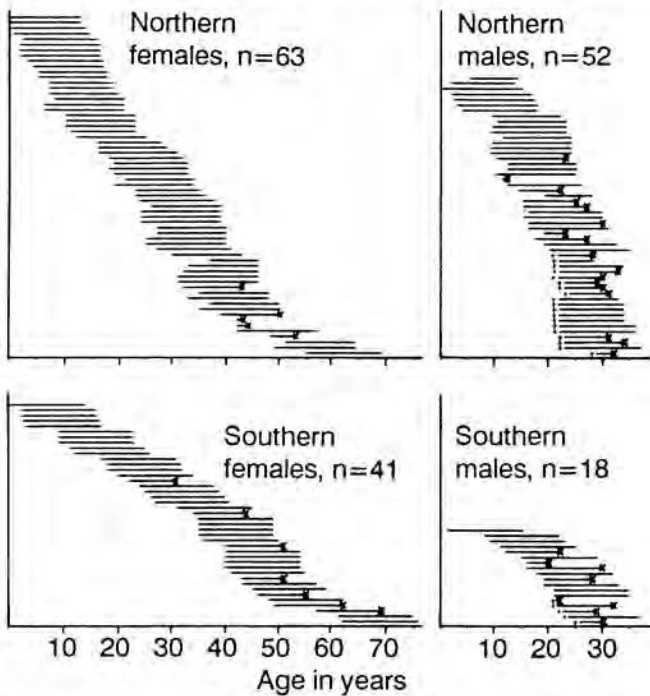 Northern
females, n=63
Northern
males, n=52
Southern
females, n=41
Southern
males, n=18
10 20 30 40 50 60 70 10 20 30
Age in years